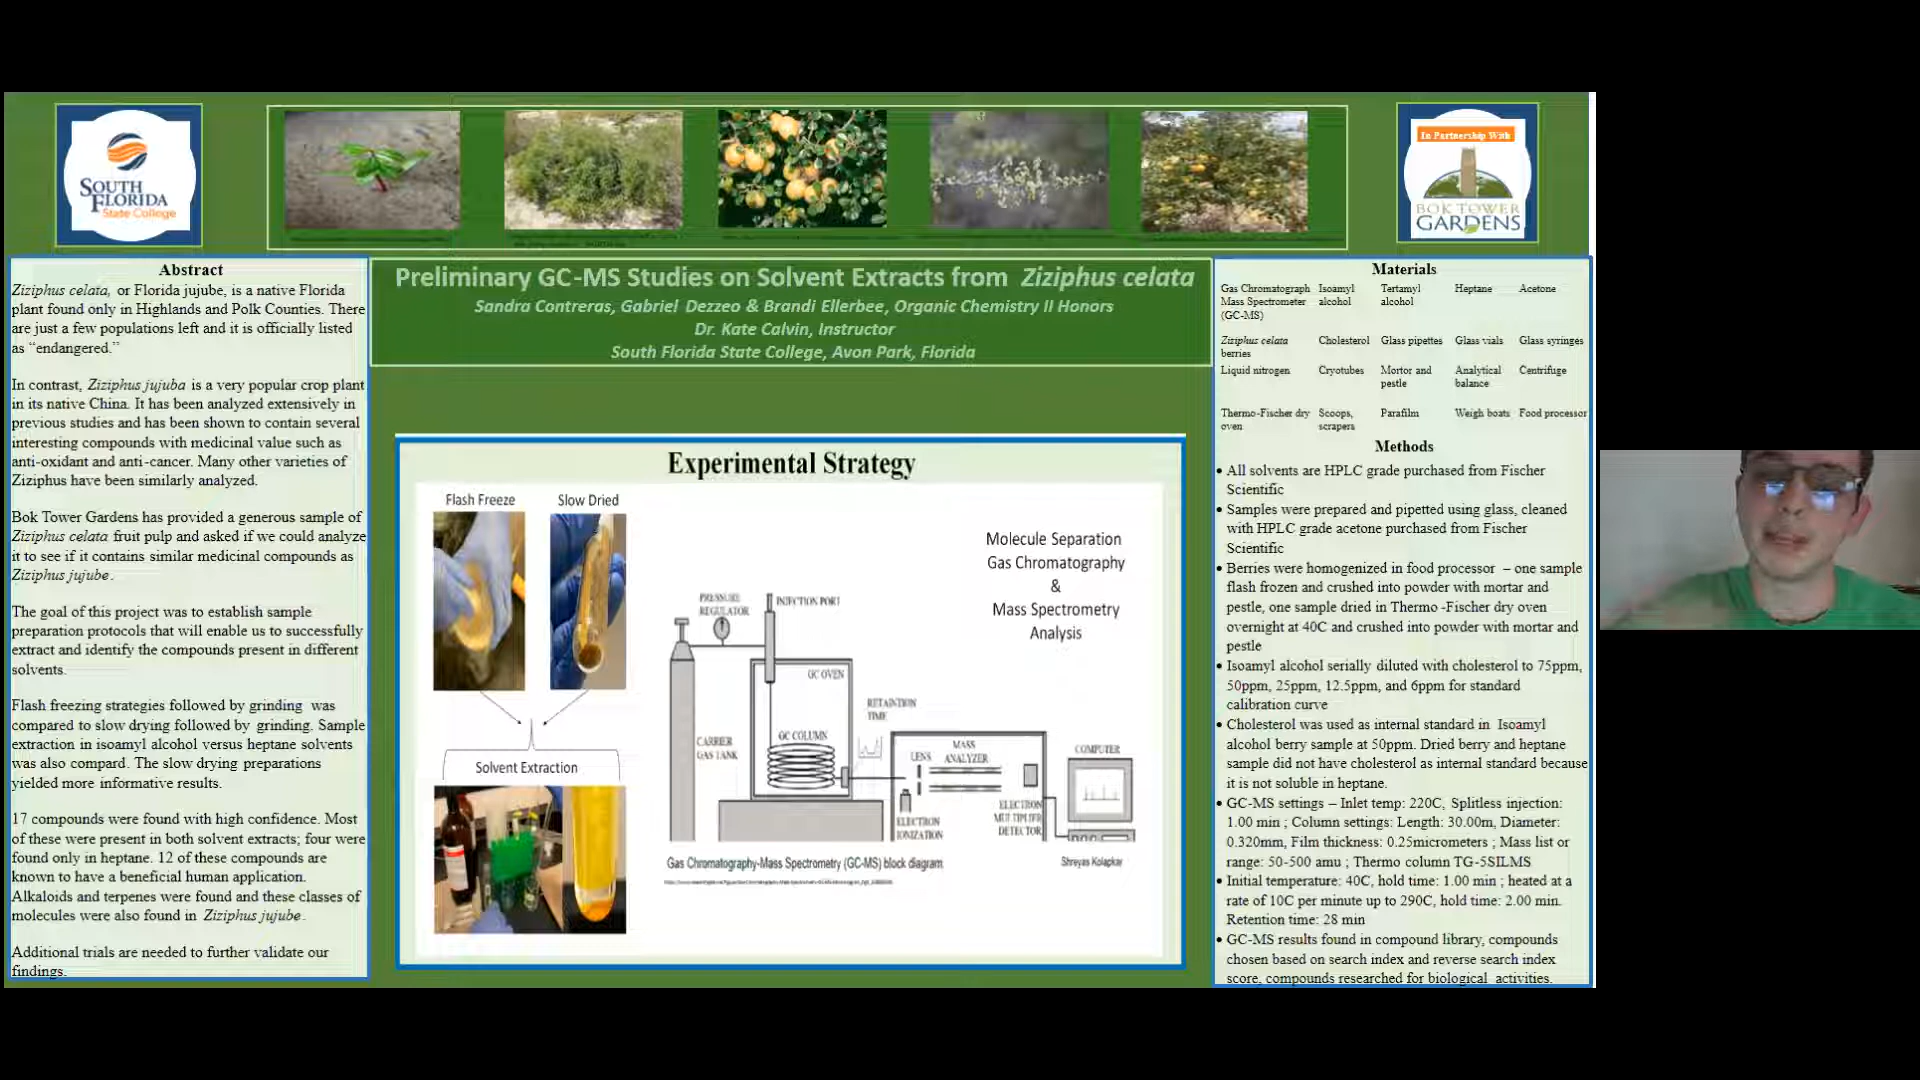 SOUTH
FLORIDA
State College
In Partnership With
BOK TOWER
GARDENS
Preliminary GC-MS Studies on Solvent Extracts from Ziziphus celata
Sandra Contreras, Gabriel Dezzeo & Brandi Ellerbee, Organic Chemistry II Honors
Dr. Kate Calvin, Instructor
South Florida State College, Avon Park, Florida
Abstract
Ziziphus celata, or Florida jujube, is a native Florida
plant found only in Highlands and Polk Counties. There
are just a few populations left and it is officially listed
as “endangered.”
In contrast, Ziziphus jujuba is a very popular crop plant
in its native China. It has been analyzed extensively in
previous studies and has been shown to contain several
interesting compounds with medicinal value such as
anti-oxidant and anti-cancer. Many other varieties of
Ziziphus have been similarly analyzed.
Bok Tower Gardens has provided a generous sample of
Ziziphus celata fruit pulp and asked if we could analyze
it to see if it contains similar medicinal compounds as
Ziziphus jujube.
The goal of this project was to establish sample
preparation protocols that will enable us to successfully
extract and identify the compounds present in different
solvents.
Flash freezing strategies followed by grinding was
compared to slow drying followed by grinding. Sample
extraction in isoamyl alcohol versus heptane solvents
was also compard. The slow drying preparations
yielded more informative results.
17 compounds were found with high confidence. Most
of these were present in both solvent extracts; four were
found only in heptane. 12 of these compounds are
known to have a beneficial human application.
Alkaloids and terpenes were found and these classes of
molecules were also found in Ziziphus jujube.
Additional trials are needed to further validate our
findings.
Experimental Strategy
Flash Freeze
Slow Dried
Solvent Extraction
Molecule Separation
Gas Chromatography
&
Mass Spectrometry
Analysis
PRESSURE
REGULATOR
INJECTION PORT
GC OVEN
RETAINTION
TIME
CARRIER
GAS TANK
GC COLUMN
LENS
MASS
ANALYZER
COMPUTER
ELECTRON
IONIZATION
ELECTRON
MULTIPLIER
DETECTOR
Gas Chromatography-Mass Spectrometry (GC-MS) block diagram
Shreyas Kolapkar
Materials
Gas Chromatograph Isoamyl Tertamyl Heptane Acetone
Mass Spectrometer alcohol alcohol
(GC-MS)
Ziziphus celata Cholesterol Glass pipettes Glass vials Glass syringes
berries
Liquid nitrogen Cryotubes Mortar and Analytical Centrifuge
pestle balance
Thermo-Fischer dry Scoops, Parafilm Weigh boats Food processor
oven scrapers
Methods
• All solvents are HPLC grade purchased from Fischer
Scientific
• Samples were prepared and pipetted using glass, cleaned
with HPLC grade acetone purchased from Fischer
Scientific
• Berries were homogenized in food processor – one sample
flash frozen and crushed into powder with mortar and
pestle, one sample dried in Thermo-Fischer dry oven
overnight at 40C and crushed into powder with mortar and
pestle
• Isoamyl alcohol serially diluted with cholesterol to 75ppm,
50ppm, 25ppm, 12.5ppm, and 6ppm for standard
calibration curve
• Cholesterol was used as internal standard in Isoamyl
alcohol berry sample at 50ppm. Dried berry and heptane
sample did not have cholesterol as internal standard because
it is not soluble in heptane.
• GC-MS settings – Inlet temp: 220C, Splitless injection:
1.00 min ; Column settings: Length: 30.00m, Diameter:
0.320mm, Film thickness: 0.25micrometers ; Mass list or
range: 50-500 amu ; Thermo column TG-5SILMS
• Initial temperature: 40C, hold time: 1.00 min ; heated at a
rate of 10C per minute up to 290C, hold time: 2.00 min.
Retention time: 28 min
• GC-MS results found in compound library, compounds
chosen based on search index and reverse search index
score, compounds researched for biological activities.